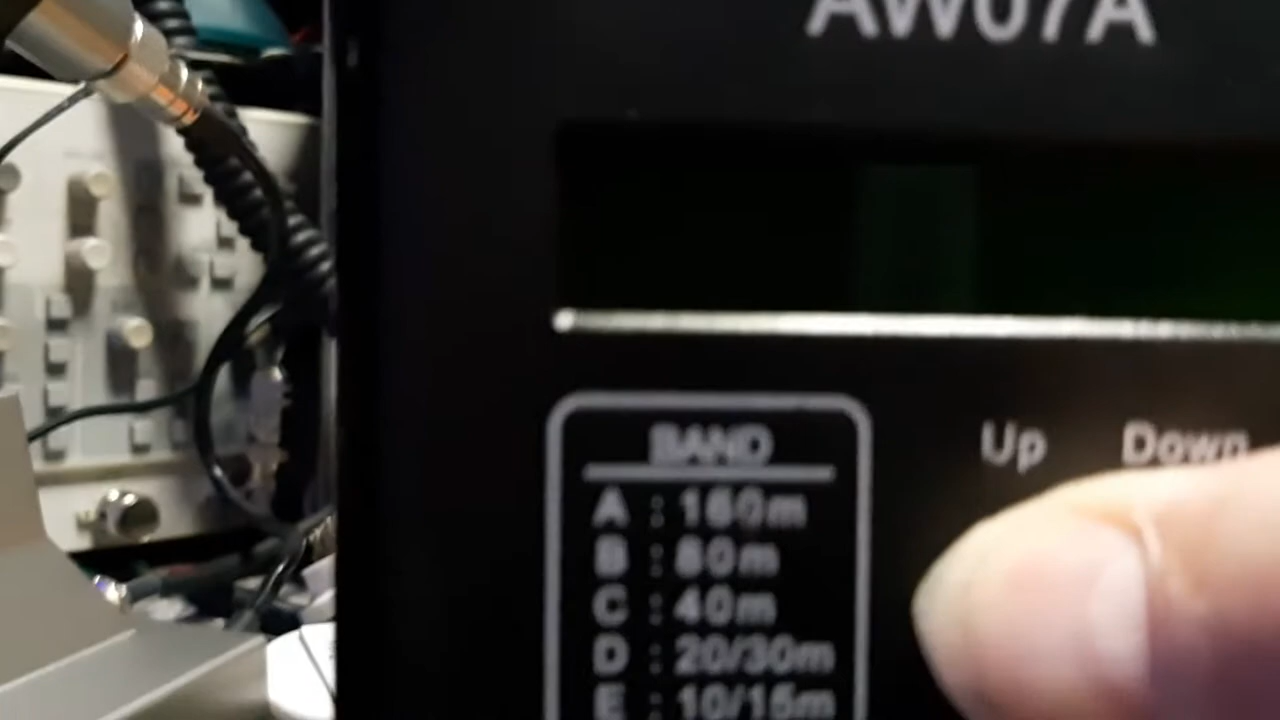 AW07A
Up Down
BAND
A : 160m
B : 80m
C : 40m
D : 20/30m
E : 10/15m